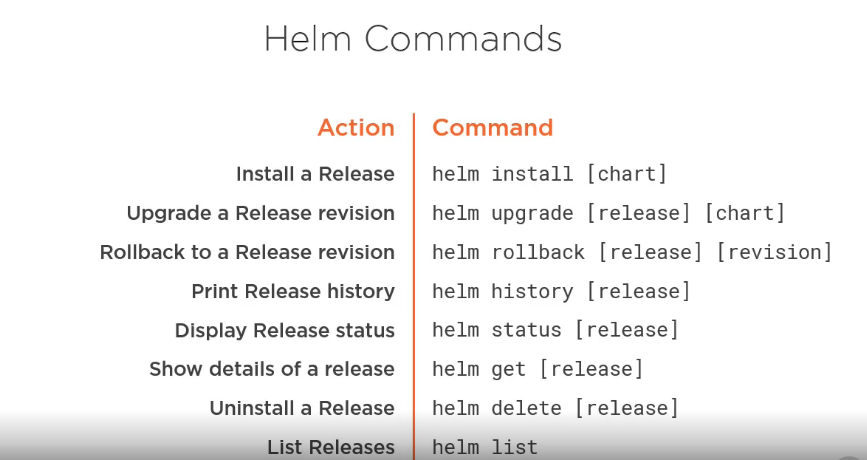 Helm Commands
Action Command
Install a Release helm install [chart]
Upgrade a Release revision helm upgrade [release] [chart]
Rollback to a Release revision helm rollback [release] [revision]
Print Release history helm history [release]
Display Release status helm status [release]
Show details of a release helm get [release]
Uninstall a Release helm delete [release]
List Releases helm list